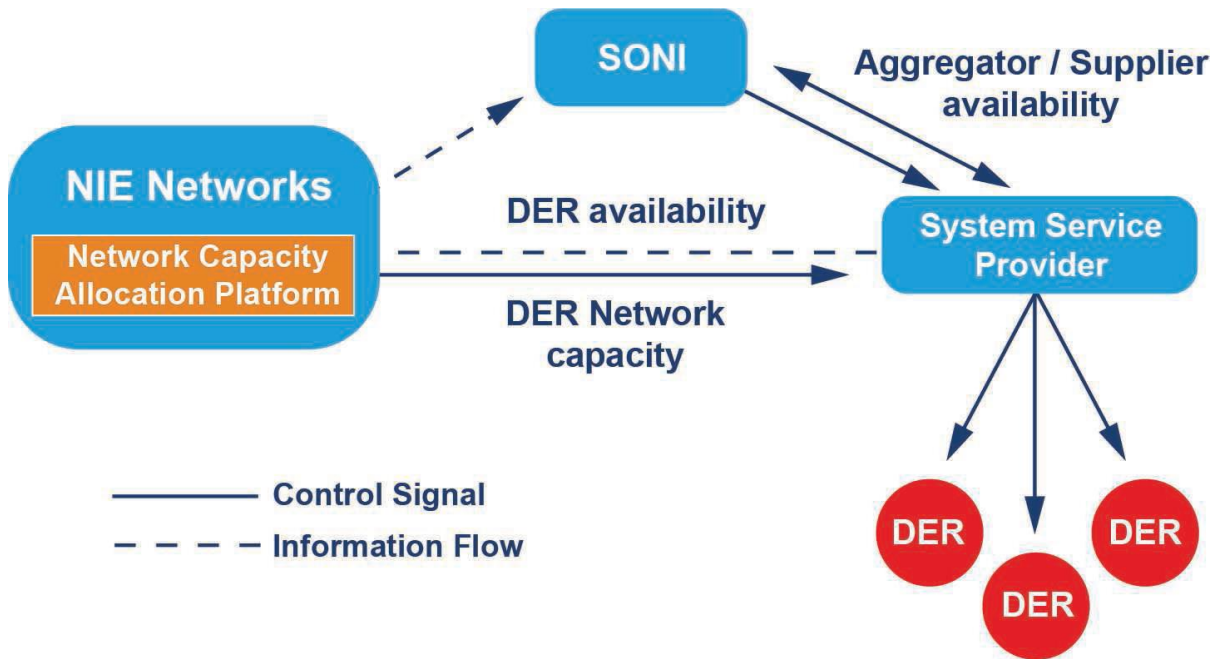 SONI
Aggregator / Supplier
availability
NIE Networks
Network Capacity
Allocation Platform
DER availability
DER Network
capacity
System Service
Provider
Control Signal
Information Flow
DER
DER
DER